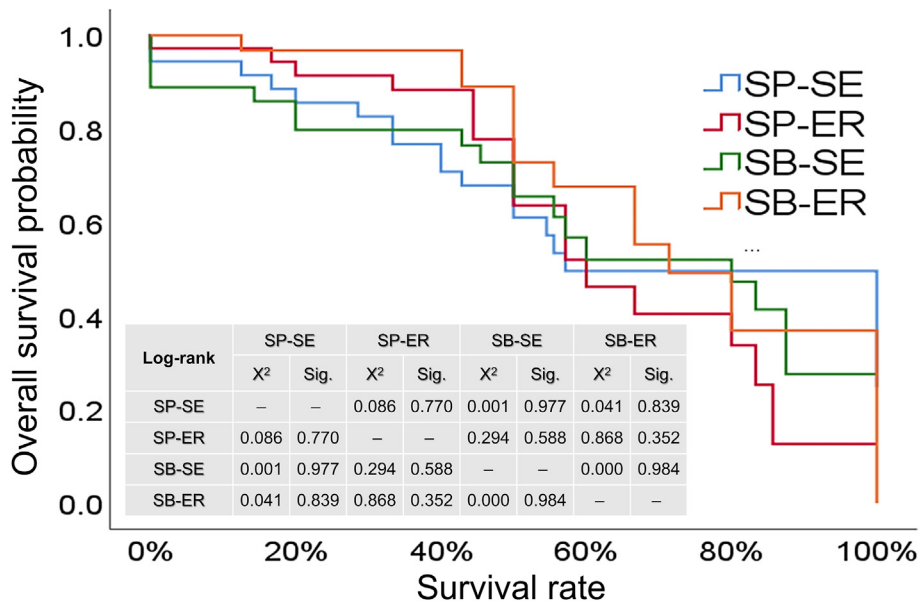 Overall survival probability
1.0
0.8
0.6
0.4
0.2
0.0
SP-SE
SP-ER
SB-SE
SB-ER
...
Log-rank SP-SE SP-ER SB-SE SB-ER
X² Sig. X² Sig. X² Sig. X² Sig.
SP-SE – – 0.086 0.770 0.001 0.977 0.041 0.839
SP-ER 0.086 0.770 – – 0.294 0.588 0.868 0.352
SB-SE 0.001 0.977 0.294 0.588 – – 0.000 0.984
SB-ER 0.041 0.839 0.868 0.352 0.000 0.984 – –
0% 20% 40% 60% 80% 100%
Survival rate